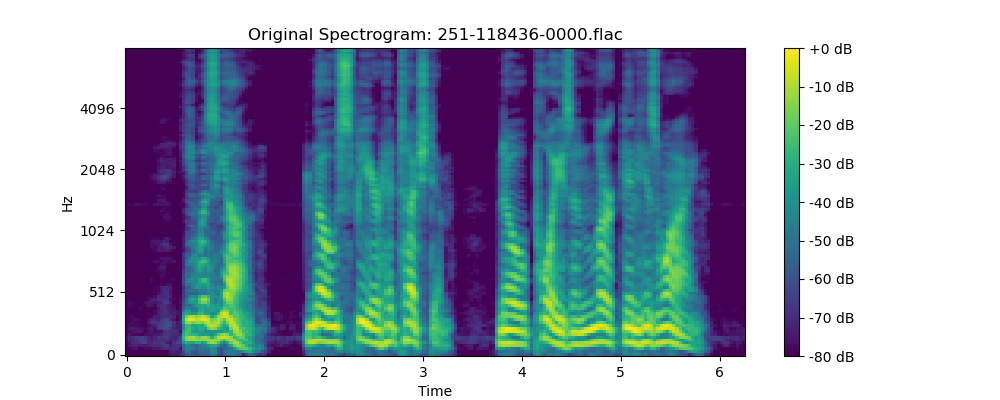 Original Spectrogram: 251-118436-0000.flac
Hz
4096
2048
1024
512
0
0 1 2 3 4 5 6
Time
+0 dB
-10 dB
-20 dB
-30 dB
-40 dB
-50 dB
-60 dB
-70 dB
-80 dB